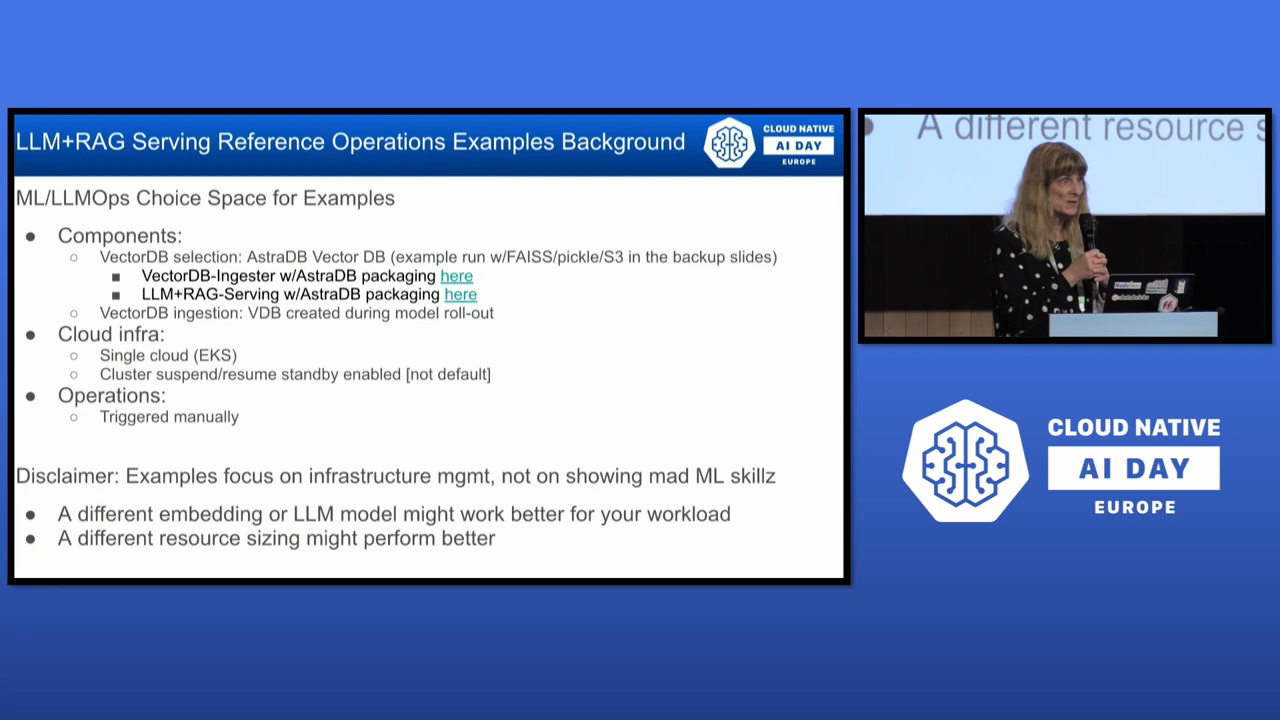 LLM+RAG Serving Reference Operations Examples Background
CLOUD NATIVE
AI DAY
EUROPE
ML/LLMOps Choice Space for Examples
● Components:
○ VectorDB selection: AstraDB Vector DB (example run w/FAISS/pickle/S3 in the backup slides)
■ VectorDB-Ingester w/AstraDB packaging here
■ LLM+RAG-Serving w/AstraDB packaging here
○ VectorDB ingestion: VDB created during model roll-out
● Cloud infra:
○ Single cloud (EKS)
○ Cluster suspend/resume standby enabled [not default]
● Operations:
○ Triggered manually
Disclaimer: Examples focus on infrastructure mgmt, not on showing mad ML skillz
● A different embedding or LLM model might work better for your workload
● A different resource sizing might perform better
● A different resource s
CLOUD NATIVE
AI DAY
EUROPE